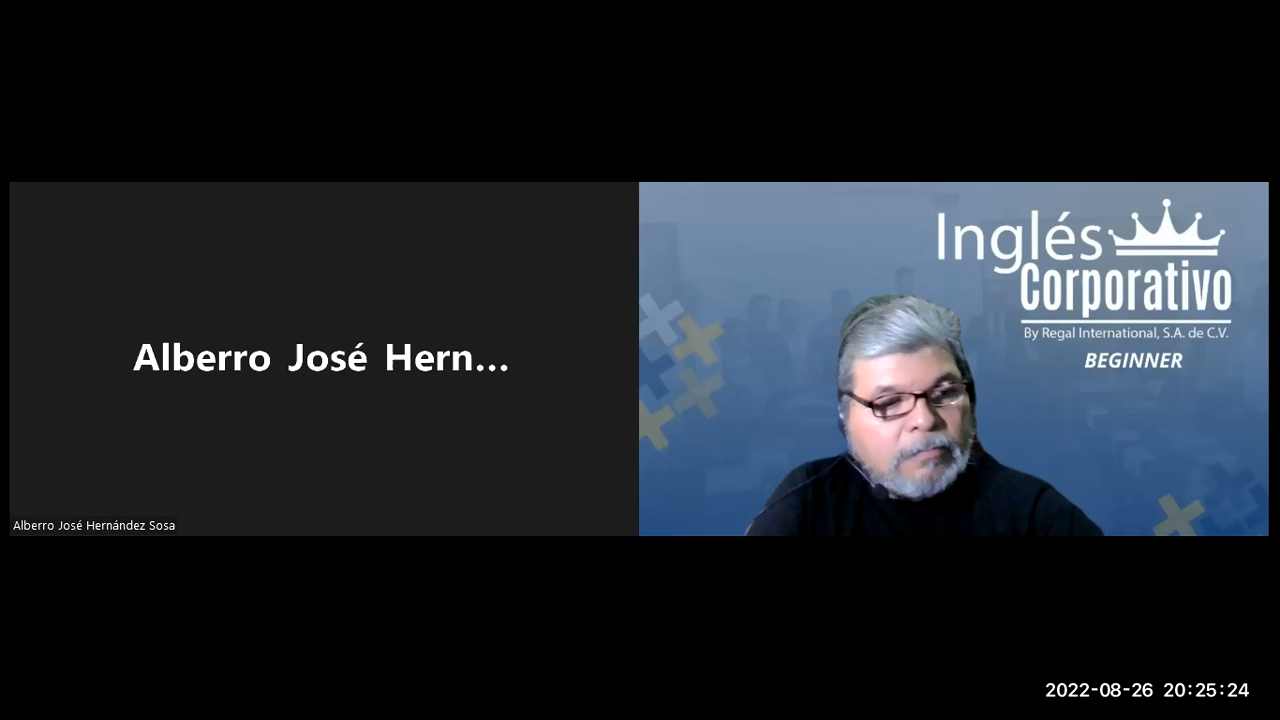 Inglés
Corporativo
By Regal International, S.A. de C.V.
BEGINNER
Alberro José Hern...
Alberro José Hernández Sosa
2022-08-26 20:25:24